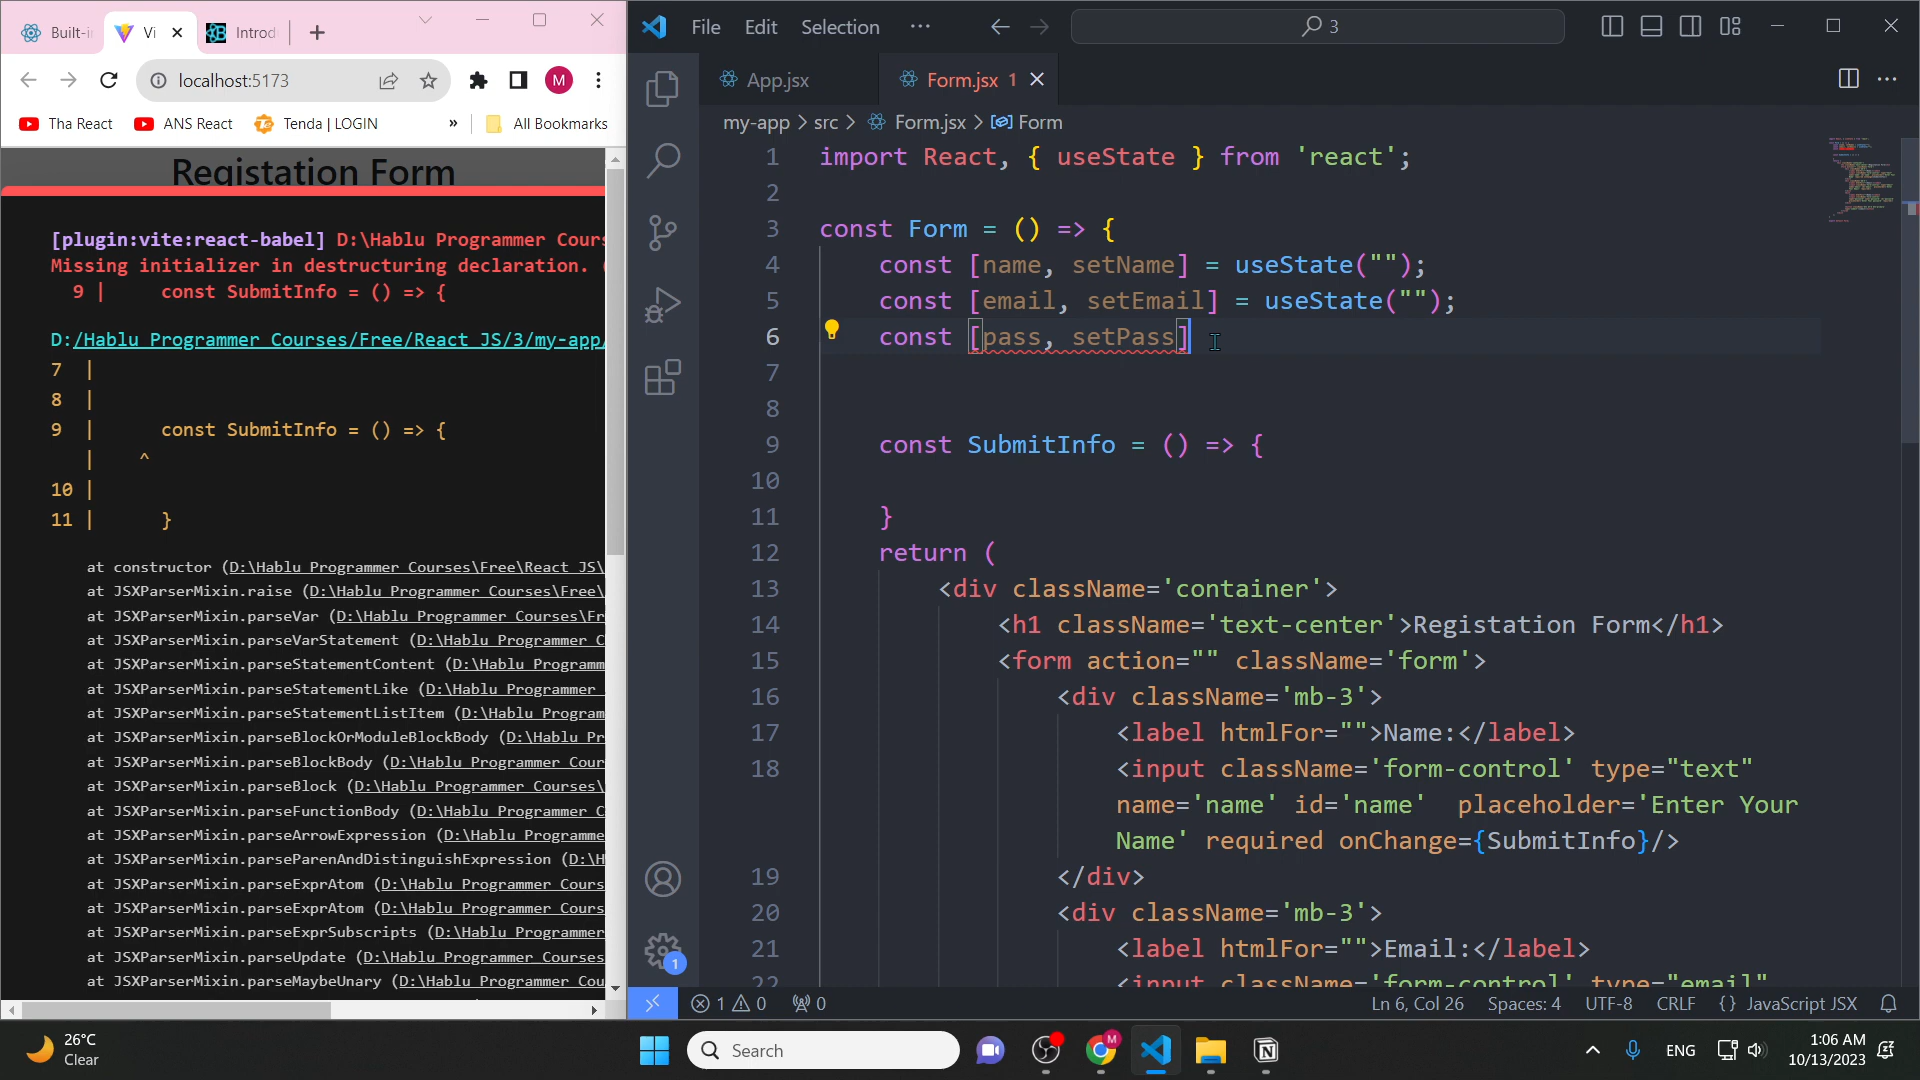 Built-i
Vi
Introd
localhost:5173
M
Tha React
ANS React
Tenda | LOGIN
»
All Bookmarks
Registation Form
[plugin:vite:react-babel] D:\Hablu Programmer Cours
Missing initializer in destructuring declaration. (
9 | const SubmitInfo = () => {
D:/Hablu Programmer Courses/Free/React JS/3/my-app/
7 |
8 |
9 | const SubmitInfo = () => {
| ^
10 |
11 | }
at constructor (D:\Hablu Programmer Courses\Free\React JS\
at JSXParserMixin.raise (D:\Hablu Programmer Courses\Free\
at JSXParserMixin.parseVar (D:\Hablu Programmer Courses\Fr
at JSXParserMixin.parseVarStatement (D:\Hablu Programmer C
at JSXParserMixin.parseStatementContent (D:\Hablu Programm
at JSXParserMixin.parseStatementLike (D:\Hablu Programmer
at JSXParserMixin.parseStatementListItem (D:\Hablu Program
at JSXParserMixin.parseBlockOrModuleBlockBody (D:\Hablu Pr
at JSXParserMixin.parseBlockBody (D:\Hablu Programmer Cour
at JSXParserMixin.parseBlock (D:\Hablu Programmer Courses\
at JSXParserMixin.parseFunctionBody (D:\Hablu Programmer C
at JSXParserMixin.parseArrowExpression (D:\Hablu Programme
at JSXParserMixin.parseParenAndDistinguishExpression (D:\H
at JSXParserMixin.parseExprAtom (D:\Hablu Programmer Cours
at JSXParserMixin.parseExprAtom (D:\Hablu Programmer Cours
at JSXParserMixin.parseExprSubscripts (D:\Hablu Programmer
at JSXParserMixin.parseUpdate (D:\Hablu Programmer Courses
at JSXParserMixin.parseMaybeUnary (D:\Hablu Programmer Cou
File Edit Selection ···
3
App.jsx
Form.jsx 1
my-app > src > Form.jsx > Form
1 import React, { useState } from 'react';
2
3 const Form = () => {
4 const [name, setName] = useState("");
5 const [email, setEmail] = useState("");
6 const [pass, setPass]
7
8
9 const SubmitInfo = () => {
10
11 }
12 return (
13 <div className='container'>
14 <h1 className='text-center'>Registation Form</h1>
15 <form action="" className='form'>
16 <div className='mb-3'>
17 <label htmlFor="">Name:</label>
18 <input className='form-control' type="text"
name='name' id='name'  placeholder='Enter Your
Name' required onChange={SubmitInfo}/>
19 </div>
20 <div className='mb-3'>
21 <label htmlFor="">Email:</label>
22 <input className='form-control' type="email"
1
1 0 0
Ln 6, Col 26 Spaces: 4 UTF-8 CRLF {} JavaScript JSX
26°C
Clear
Search
M
ENG
1:06 AM
10/13/2023